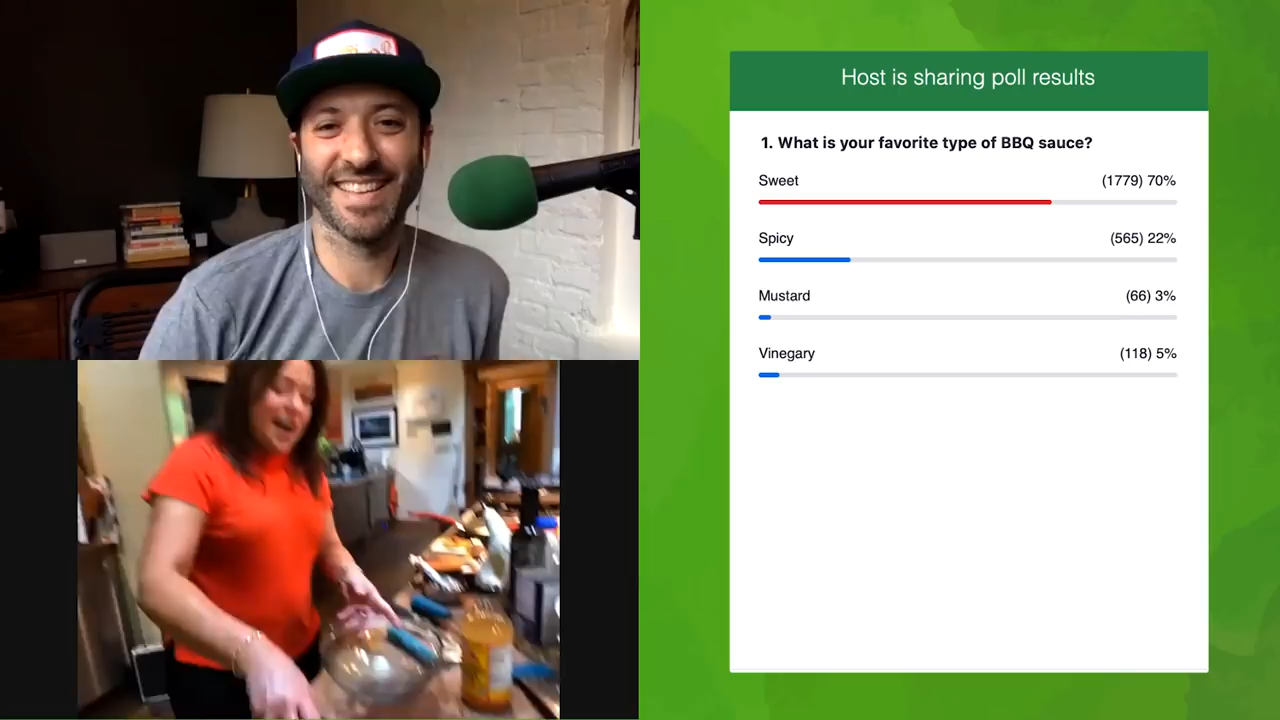 Host is sharing poll results
1. What is your favorite type of BBQ sauce?
Sweet (1779) 70%
Spicy (565) 22%
Mustard (66) 3%
Vinegary (118) 5%